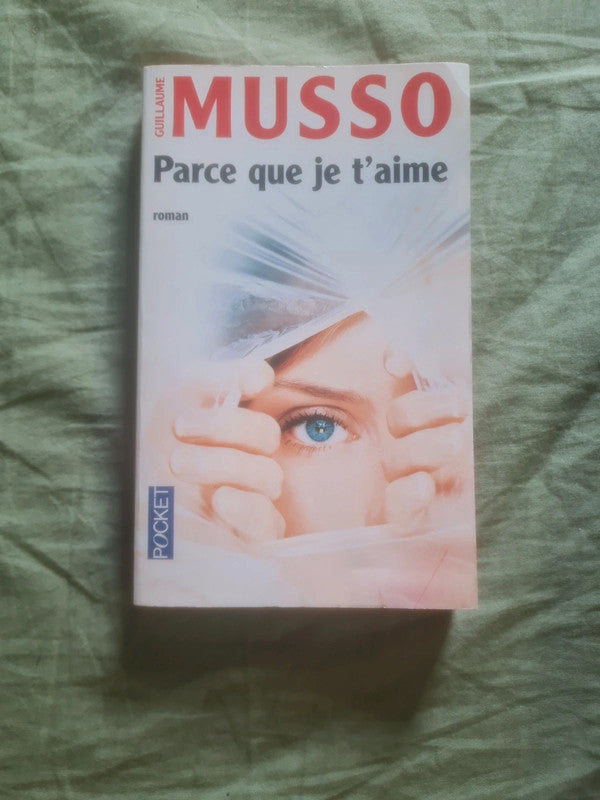 GUILLAUME
MUSSO
Parce que je t'aime
roman
POCKET